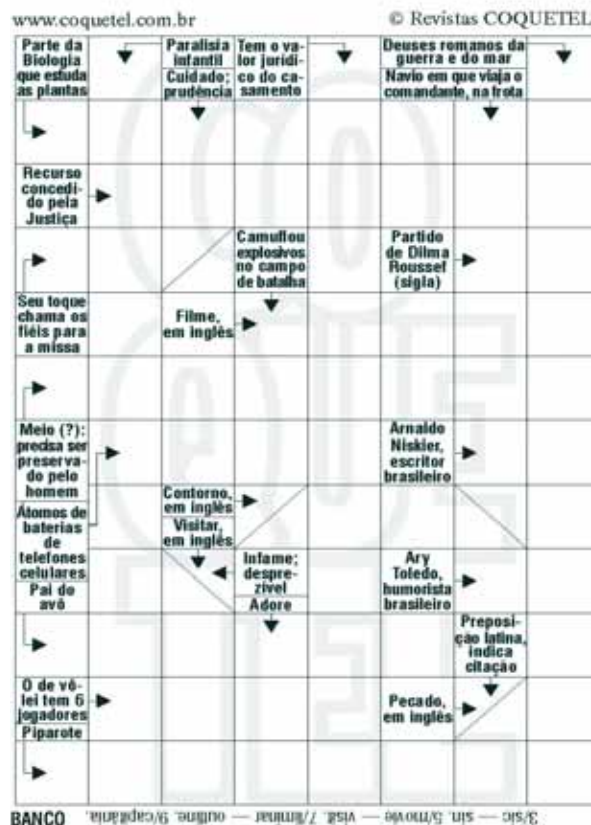 www.coquetel.com.br
© Revistas COQUETEL
Parte da
Biologia
que estuda
as plantas
Paralisia
infantil
Cuidado;
prudência
Tem o va-
lor jurídi-
co do ca-
samento
Deuses romanos da
guerra e do mar
Navio em que viaja o
comandante, na frota
Recurso
concedi-
do pela
Justiça
Camuflou
explosivos
no campo
de batalha
Partido
de Dilma
Roussef
(sigla)
Seu toque
chama os
fiéis para
a missa
Filme,
em inglês
Meio (?):
precisa ser
preserva-
do pelo
homem
Arnaldo
Niskier,
escritor
brasileiro
Átomos de
baterias
de
telefones
celulares
Contorno,
em inglês
Visitar,
em inglês
Pai do
avô
Infame;
despre-
zível
Adore
Ary
Toledo,
humorista
brasileiro
Preposi-
ção latina,
indica
citação
O de vô-
lei tem 6
jogadores
Piparote
Pecado,
em inglês
BANCO
3/sic — sin. 5/movie — visit. 7/liminar — outline. 9/capitânia.